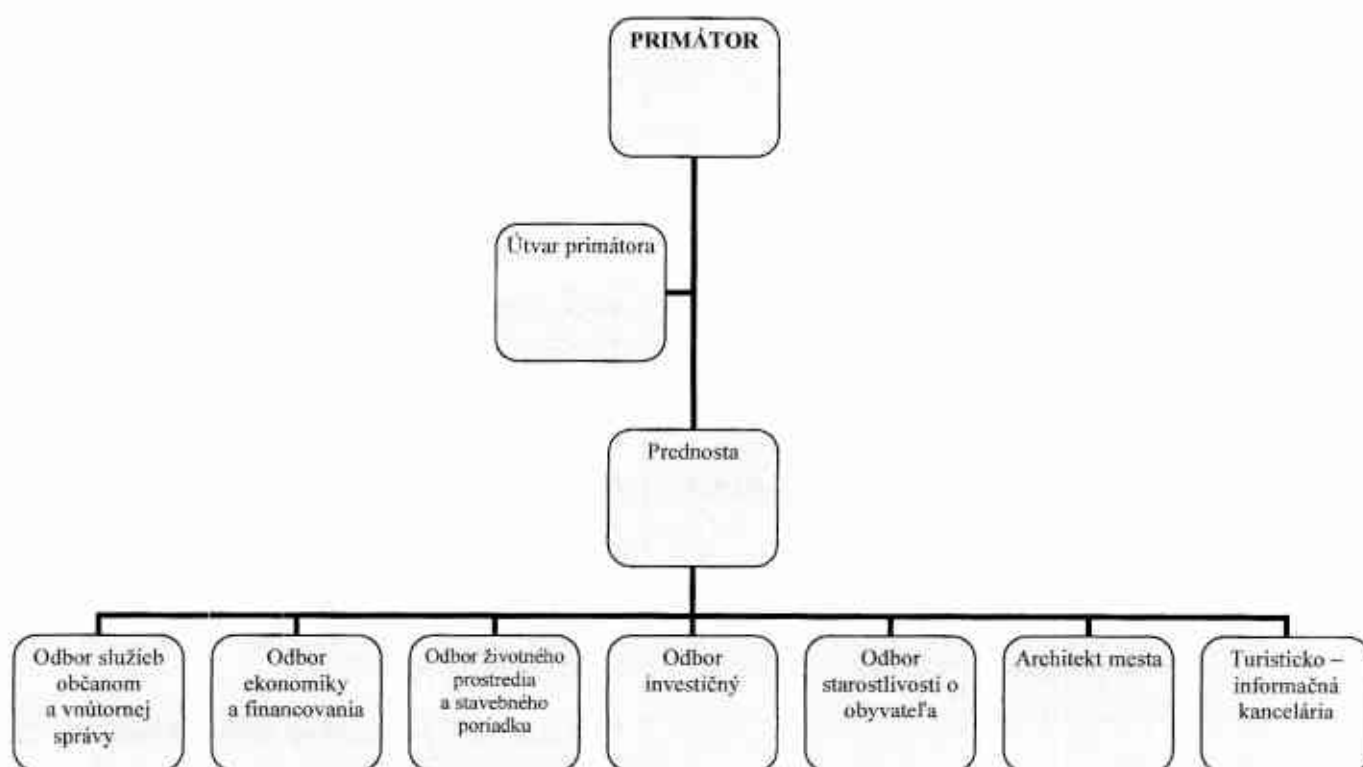 PRIMÁTOR
Útvar primátora
Prednosta
Odbor služieb
občanom
a vnútornej
správy
Odbor
ekonomiky
a financovania
Odbor životného
prostredia
a stavebného
poriadku
Odbor
investičný
Odbor
starostlivosti o
obyvateľa
Architekt mesta
Turisticko –
informačná
kancelária